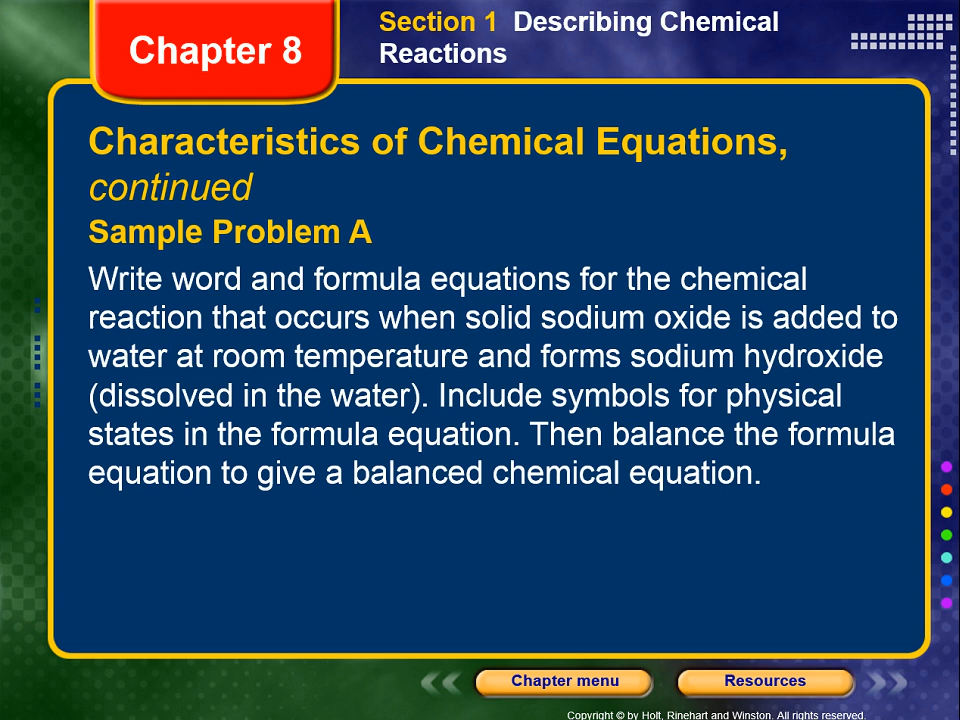 Chapter 8
Section 1 Describing Chemical
Reactions
Characteristics of Chemical Equations,
continued
Sample Problem A
Write word and formula equations for the chemical
reaction that occurs when solid sodium oxide is added to
water at room temperature and forms sodium hydroxide
(dissolved in the water). Include symbols for physical
states in the formula equation. Then balance the formula
equation to give a balanced chemical equation.
Chapter menu
Resources
Copyright © by Holt, Rinehart and Winston. All rights reserved.